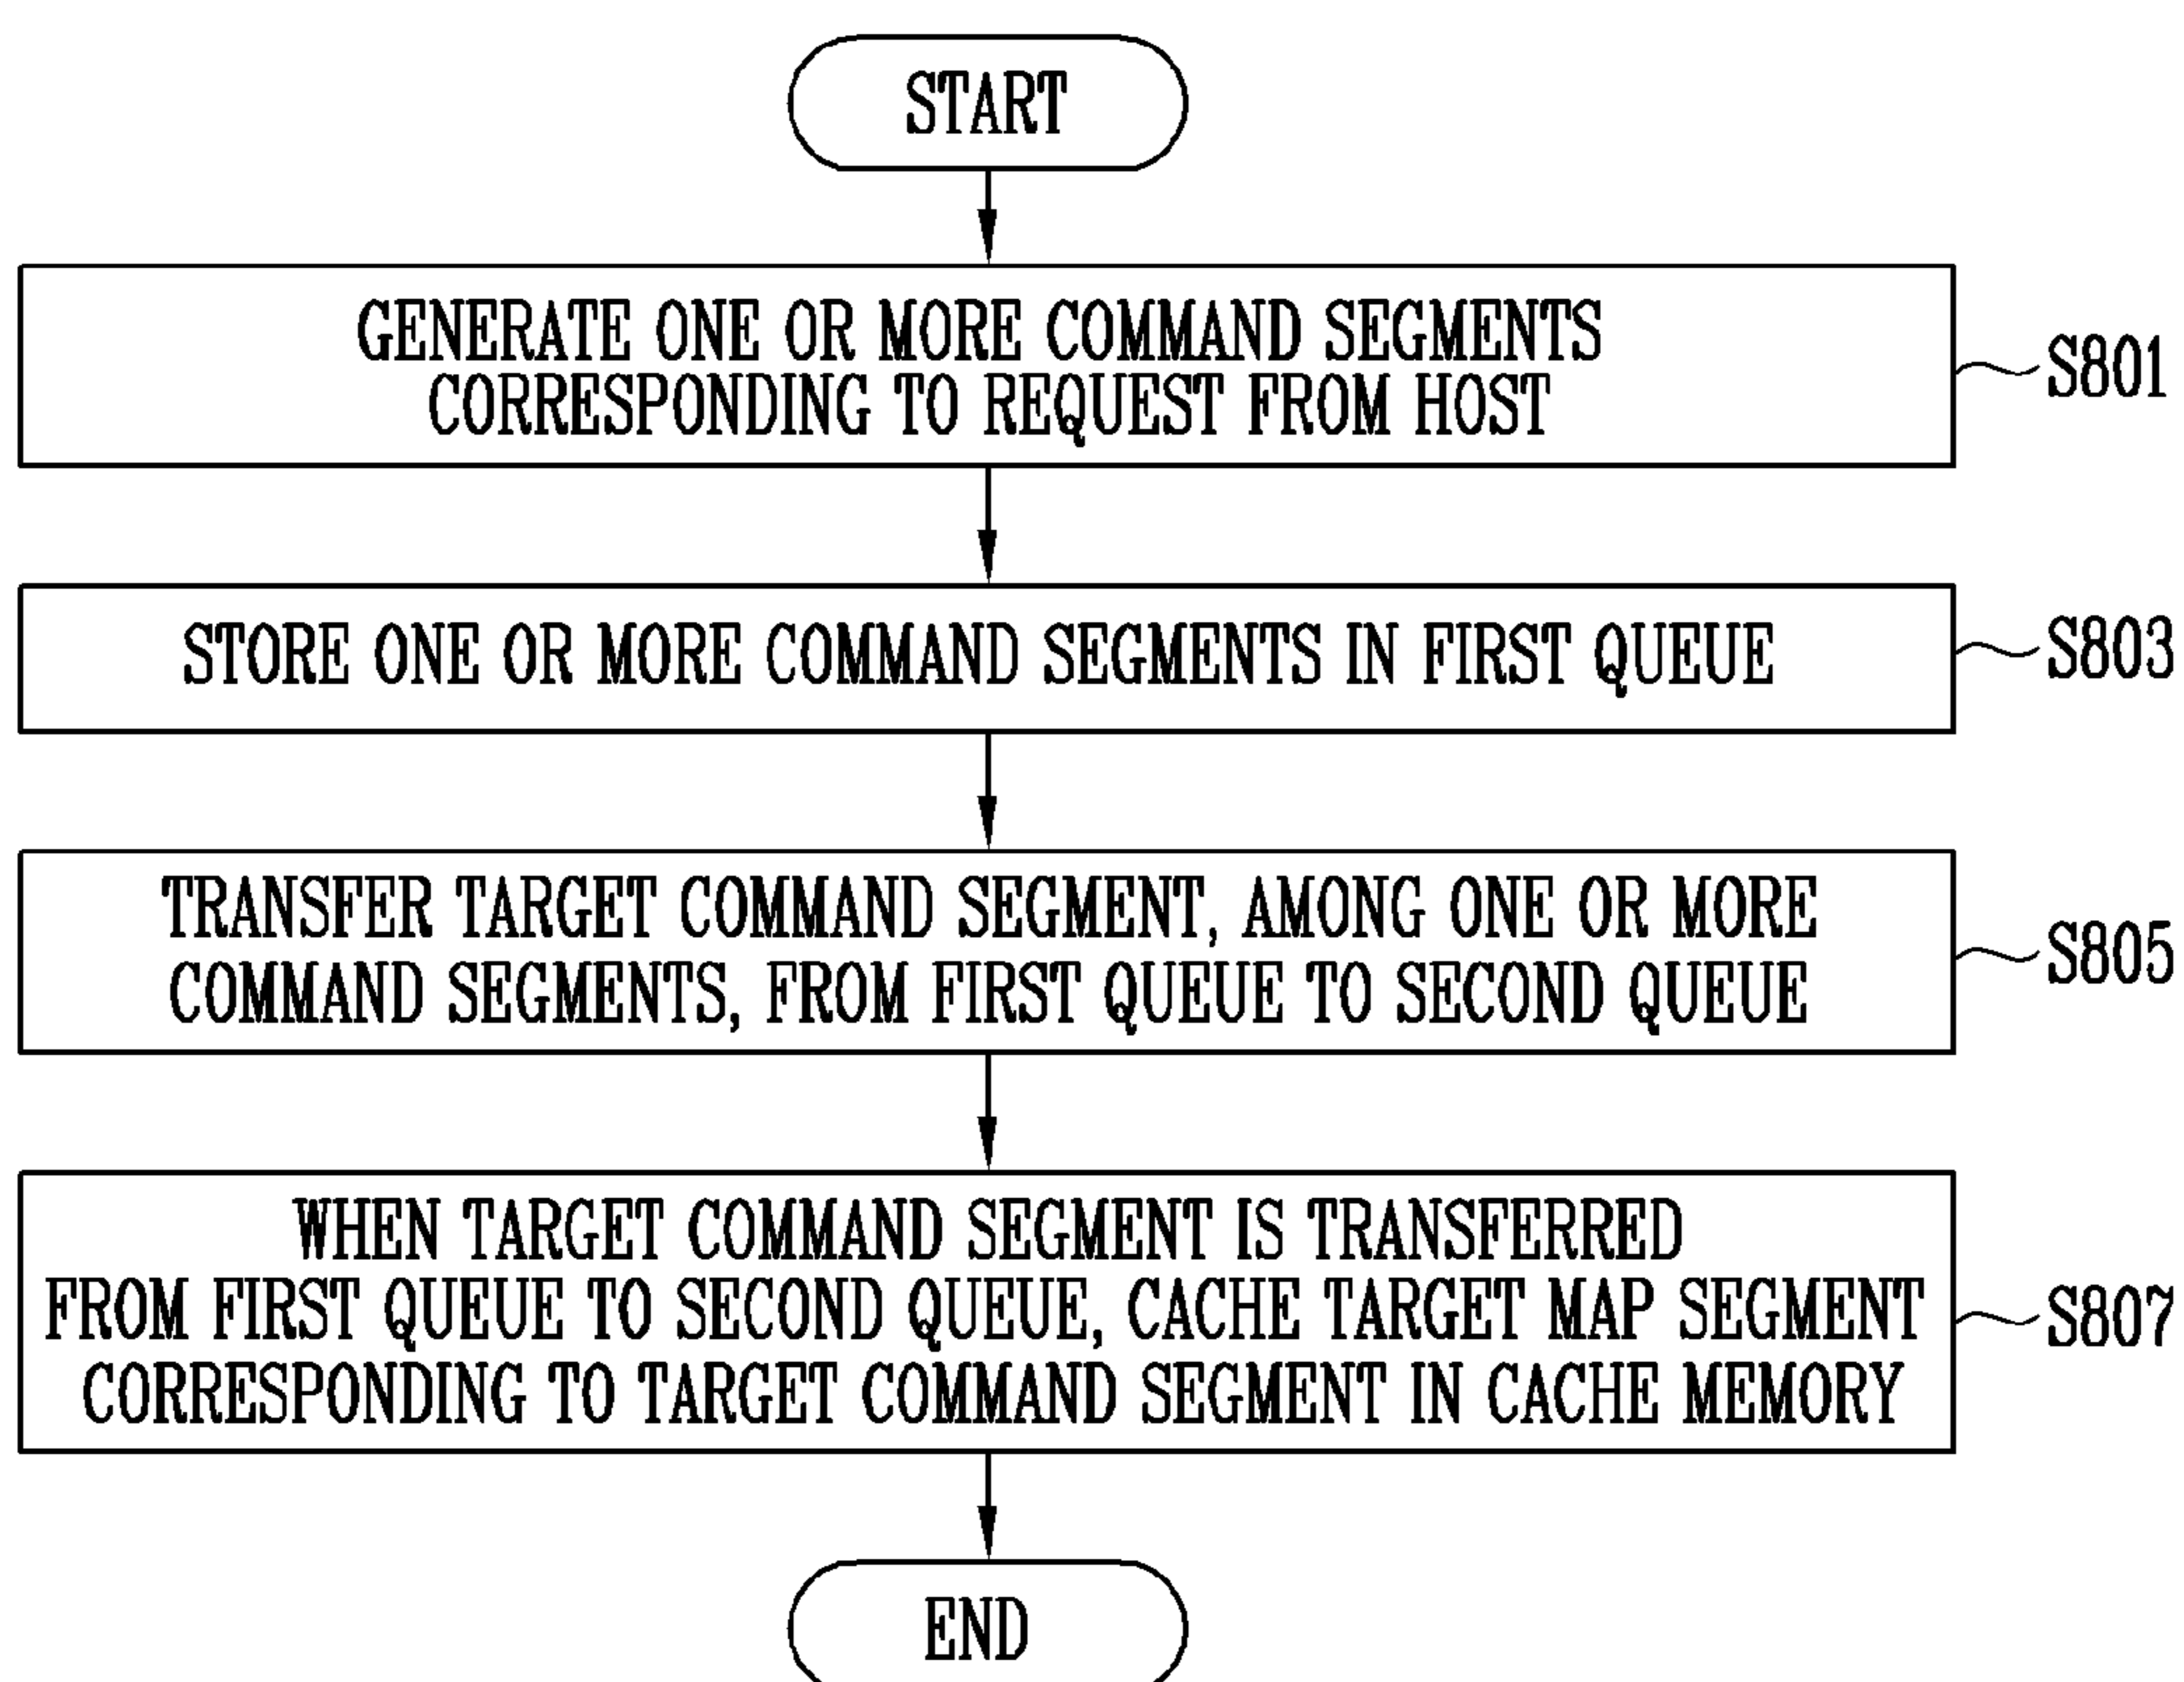 START
GENERATE ONE OR MORE COMMAND SEGMENTS
CORRESPONDING TO REQUEST FROM HOST
S801
STORE ONE OR MORE COMMAND SEGMENTS IN FIRST QUEUE
S803
TRANSFER TARGET COMMAND SEGMENT, AMONG ONE OR MORE
COMMAND SEGMENTS, FROM FIRST QUEUE TO SECOND QUEUE
S805
WHEN TARGET COMMAND SEGMENT IS TRANSFERRED
FROM FIRST QUEUE TO SECOND QUEUE, CACHE TARGET MAP SEGMENT
CORRESPONDING TO TARGET COMMAND SEGMENT IN CACHE MEMORY
S807
END